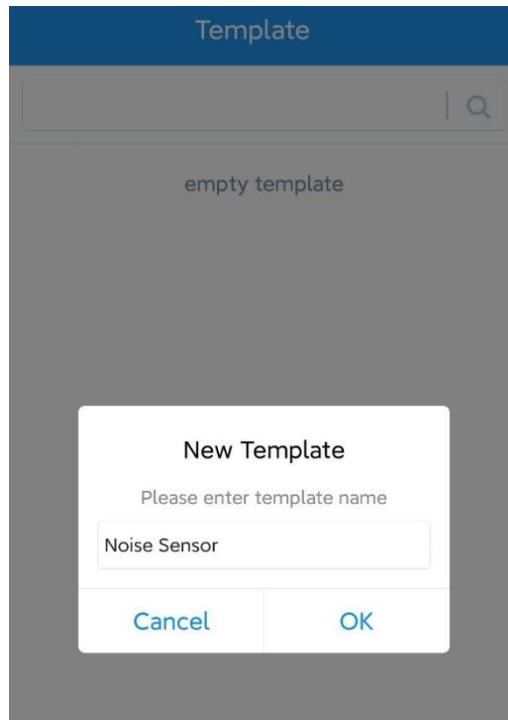 Template
empty template
New Template
Please enter template name
Noise Sensor
Cancel OK